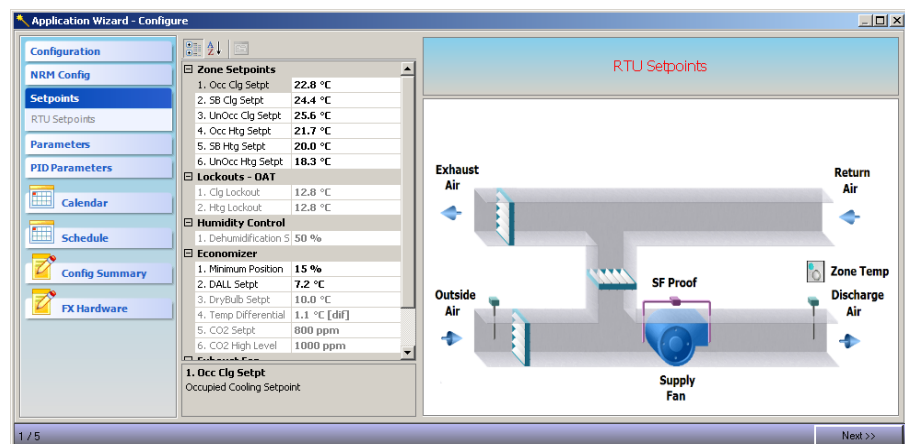 Application Wizard - Configure
Configuration
NRM Config
Setpoints
RTU Setpoints
Parameters
PID Parameters
Calendar
Schedule
Config Summary
FX Hardware
Zone Setpoints
1. Occ Clg Setpt 22.8 °C
2. SB Clg Setpt 24.4 °C
3. UnOcc Clg Setpt 25.6 °C
4. Occ Htg Setpt 21.7 °C
5. SB Htg Setpt 20.0 °C
6. UnOcc Htg Setpt 18.3 °C
Lockouts - OAT
1. Clg Lockout 12.8 °C
2. Htg Lockout 12.8 °C
Humidity Control
1. Dehumidification S 50 %
Economizer
1. Minimum Position 15 %
2. DALL Setpt 7.2 °C
3. DryBulb Setpt 10.0 °C
4. Temp Differential 1.1 °C [dif]
5. CO2 Setpt 800 ppm
6. CO2 High Level 1000 ppm
Exhaust Fan
1. Occ Clg Setpt
Occupied Cooling Setpoint
RTU Setpoints
Exhaust
Air
Return
Air
Zone Temp
SF Proof
Outside
Air
Discharge
Air
Supply
Fan
1 / 5
Next >>